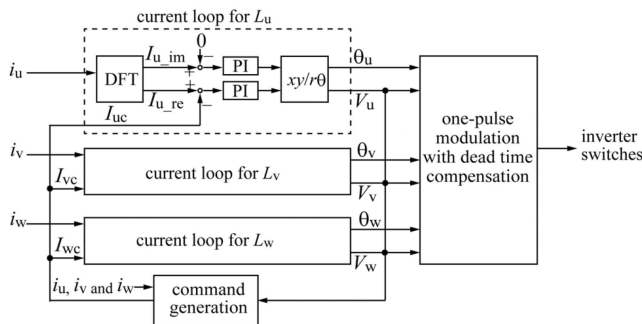 current loop for Lu
0
iu
Iu_im
−
θu
+
DFT
PI
xy/rθ
+
Iu_re
PI
Vu
−
Iuc
one-pulse
modulation
with dead time
compensation
inverter
switches
iv
θv
current loop for Lv
Ivc
Vv
iw
θw
current loop for Lw
Iwc
Vw
iu, iv and iw
command
generation